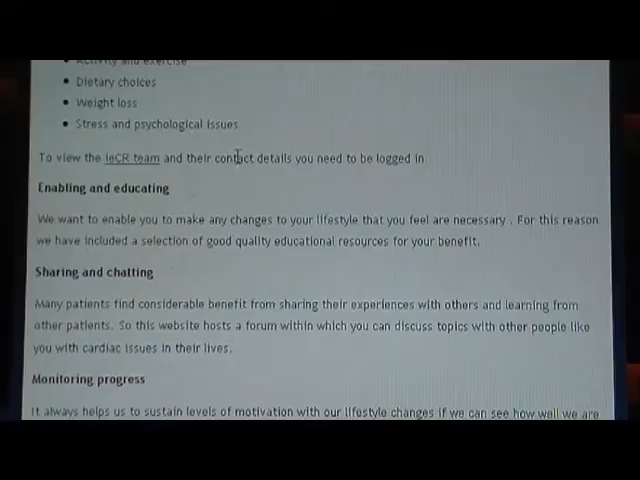 Activity and exercise
Dietary choices
Weight loss
Stress and psychological issues
To view the ieCR team and their contact details you need to be logged in
Enabling and educating
We want to enable you to make any changes to your lifestyle that you feel are necessary . For this reason
we have included a selection of good quality educational resources for your benefit.
Sharing and chatting
Many patients find considerable benefit from sharing their experiences with others and learning from
other patients. So this website hosts a forum within which you can discuss topics with other people like
you with cardiac issues in their lives.
Monitoring progress
It always helps us to sustain levels of motivation with our lifestyle changes if we can see how well we are